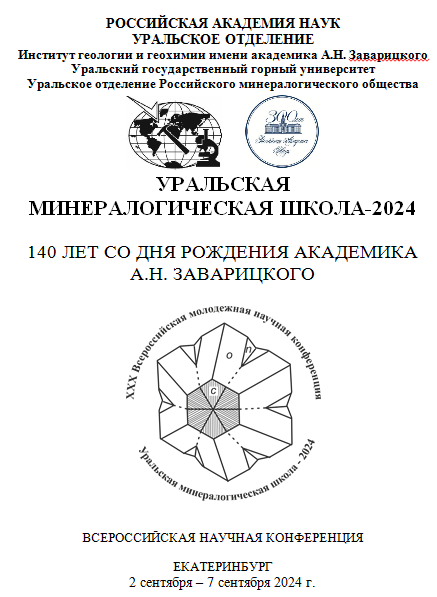 РОССИЙСКАЯ АКАДЕМИЯ НАУК
УРАЛЬСКОЕ ОТДЕЛЕНИЕ
Институт геологии и геохимии имени академика А.Н. Заварицкого
Уральский государственный горный университет
Уральское отделение Российского минералогического общества
300 лет
УРАЛЬСКАЯ
МИНЕРАЛОГИЧЕСКАЯ ШКОЛА-2024
140 ЛЕТ СО ДНЯ РОЖДЕНИЯ АКАДЕМИКА
А.Н. ЗАВАРИЦКОГО
XXX Всероссийская молодежная научная конференция
о
п
с
Уральская минералогическая школа - 2024
ВСЕРОССИЙСКАЯ НАУЧНАЯ КОНФЕРЕНЦИЯ
ЕКАТЕРИНБУРГ
2 сентября – 7 сентября 2024 г.